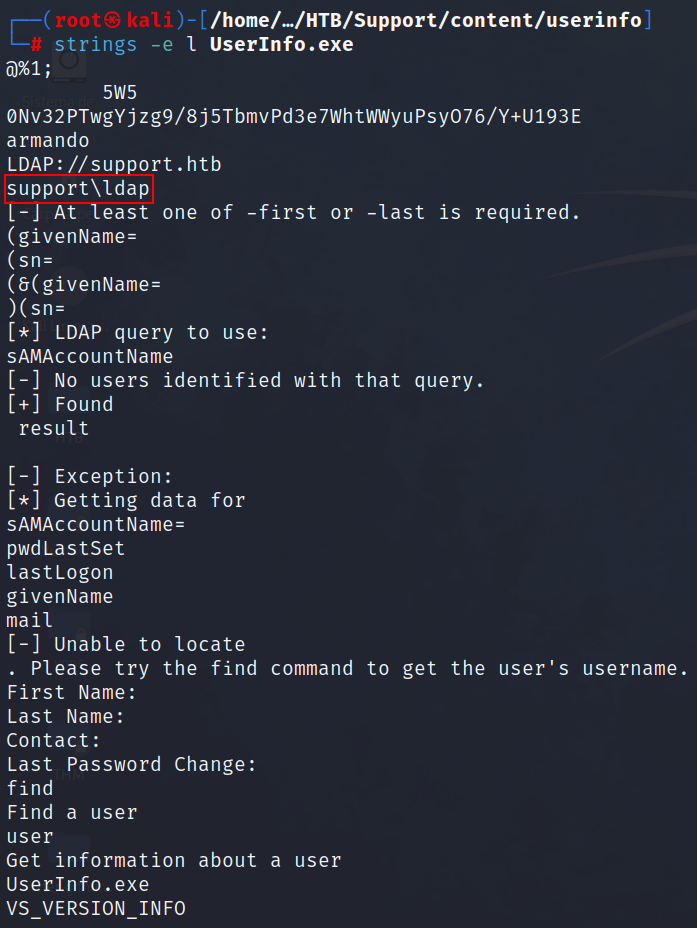 ┌──(root㉿kali)-[/home/…/HTB/Support/content/userinfo]
└─# strings -e l UserInfo.exe
@%1;
        5W5
0Nv32PTwgYjzg9/8j5TbmvPd3e7WhtWWyuPsyO76/Y+U193E
armando
LDAP://support.htb
support\ldap
[-] At least one of -first or -last is required.
(givenName=
(sn=
(&(givenName=
)(sn=
[*] LDAP query to use:
sAMAccountName
[-] No users identified with that query.
[+] Found
 result
[-] Exception:
[*] Getting data for
sAMAccountName=
pwdLastSet
lastLogon
givenName
mail
[-] Unable to locate
. Please try the find command to get the user's username.
First Name:
Last Name:
Contact:
Last Password Change:
find
Find a user
user
Get information about a user
UserInfo.exe
VS_VERSION_INFO